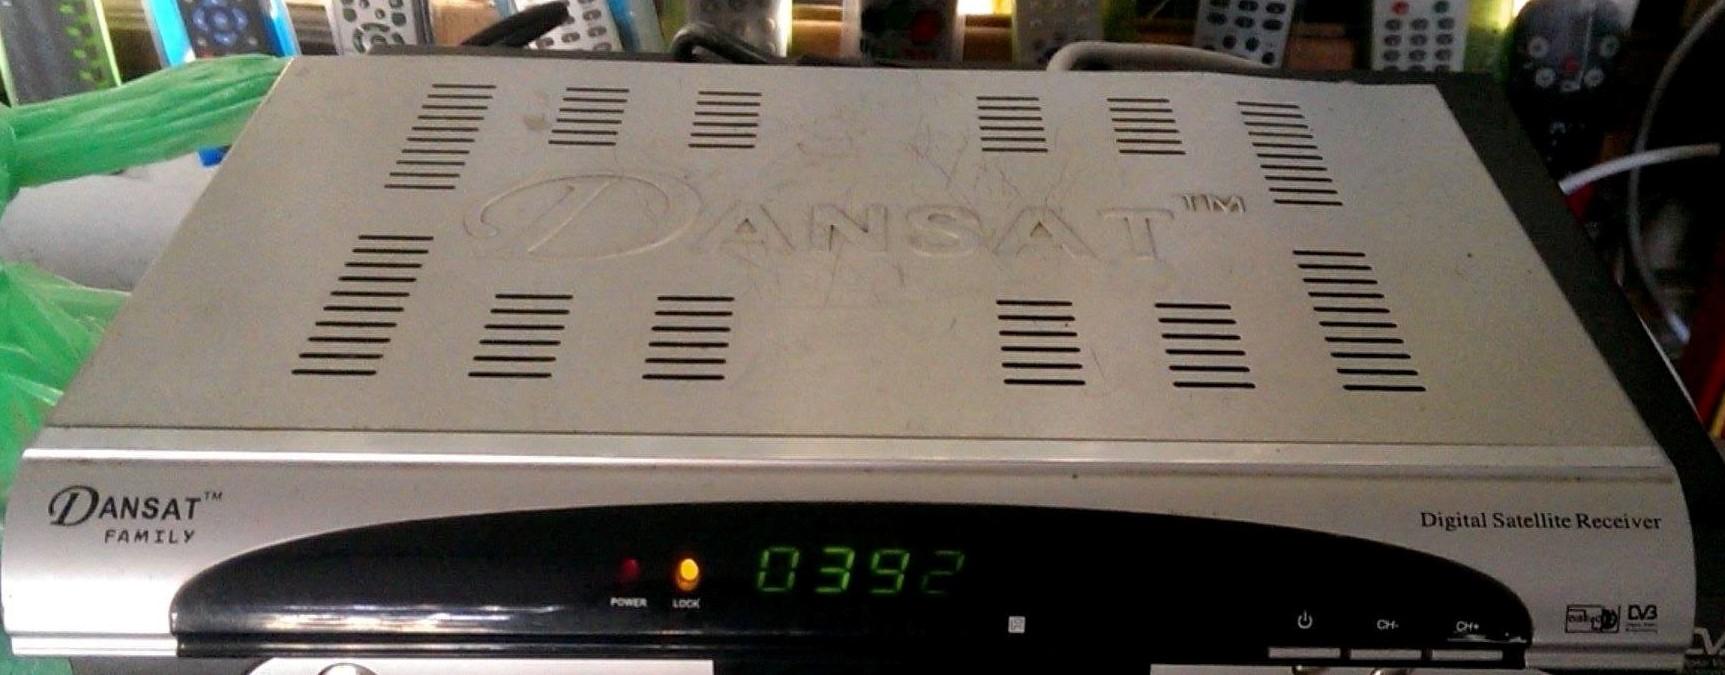 DANSAT™
DANSAT™
FAMILY
Digital Satellite Receiver
0392
POWER
LOCK
CH-
CH+
DVB